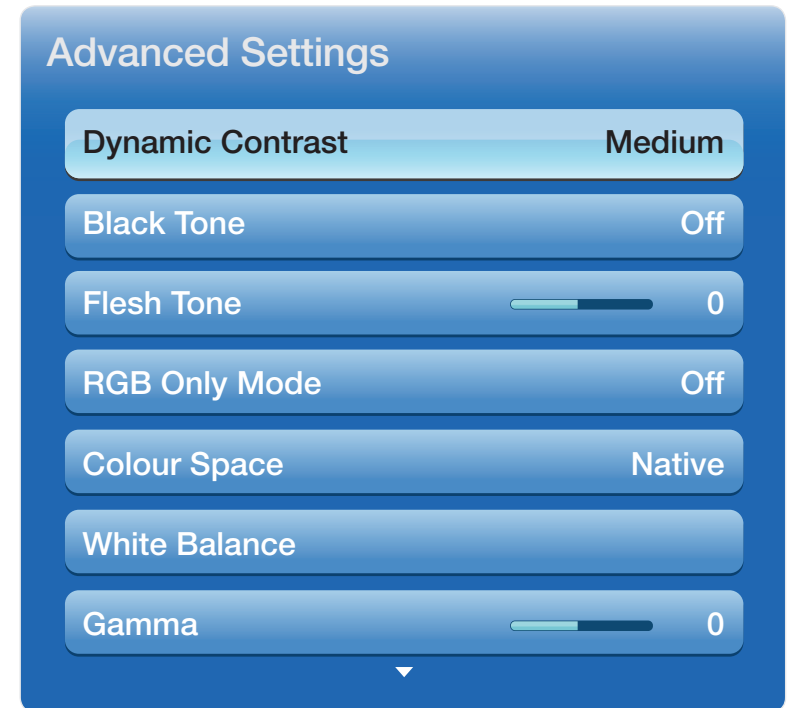 Advanced Settings
Dynamic Contrast Medium
Black Tone Off
Flesh Tone 0
RGB Only Mode Off
Colour Space Native
White Balance
Gamma 0